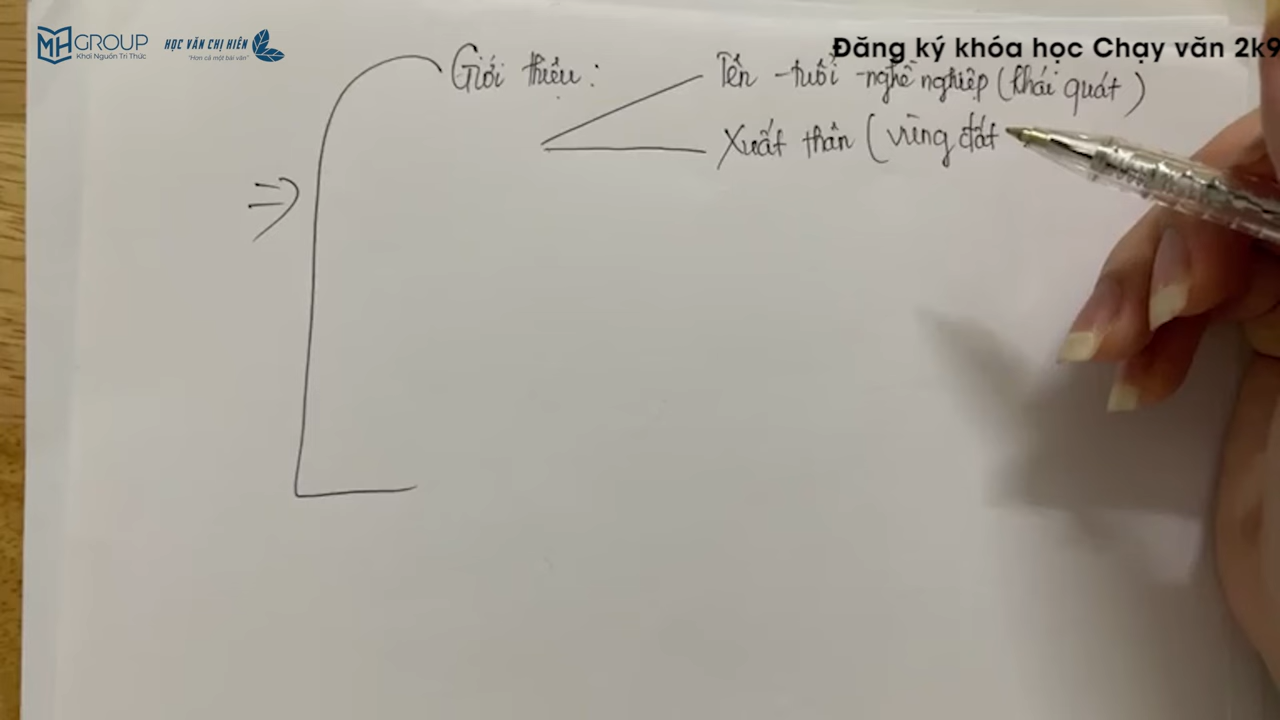 MH GROUP
Khơi Nguồn Tri Thức
HỌC VĂN CHỊ HIÊN
"Hơn cả một bài văn"
Đăng ký khóa học Chạy văn 2k9
Giới thiệu :
Tên - tuổi - nghề nghiệp (khái quát)
Xuất thân (vùng đất
=>